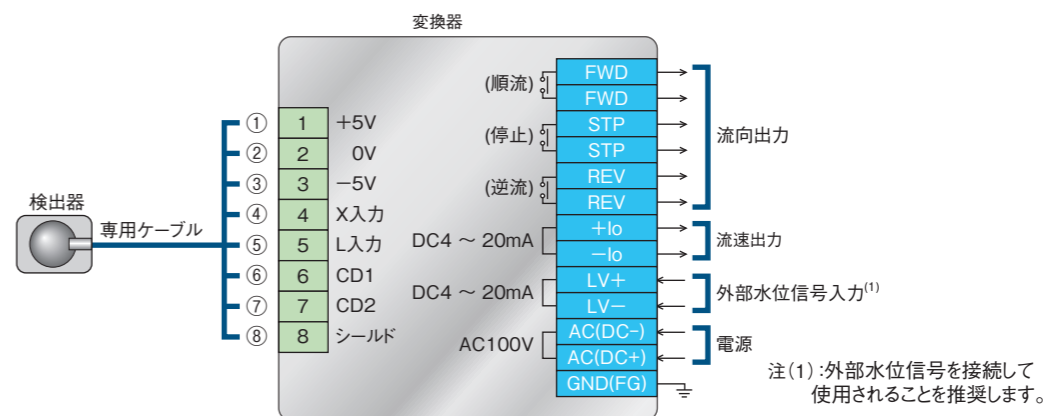 変換器
検出器
専用ケーブル
① 1 +5V
② 2 0V
③ 3 −5V
④ 4 X入力
⑤ 5 L入力
⑥ 6 CD1
⑦ 7 CD2
⑧ 8 シールド
(順流) FWD
FWD
(停止) STP
STP
(逆流) REV
REV
流向出力
DC4 ~ 20mA +Io
−Io
流速出力
DC4 ~ 20mA LV+
LV−
外部水位信号入力(1)
AC100V AC(DC-)
AC(DC+)
電源
GND(FG)
注(1):外部水位信号を接続して
使用されることを推奨します。